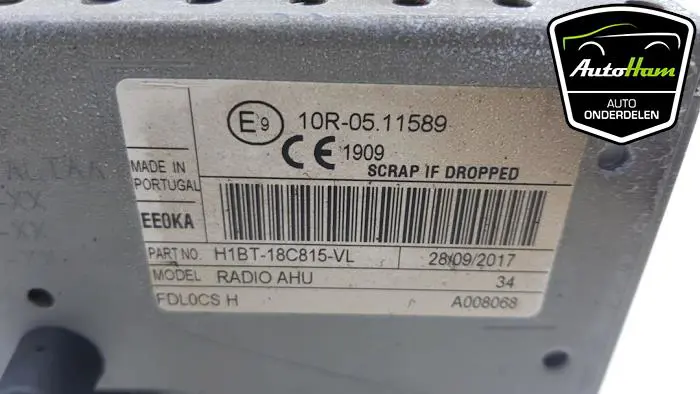 AutoHam
AUTO
ONDERDELEN
E9 10R-05.11589
CE 1909
SCRAP IF DROPPED
MADE IN
PORTUGAL
EE0KA
PART NO. H1BT-18C815-VL 28/09/2017
MODEL RADIO AHU 34
FDL0CS H A008068